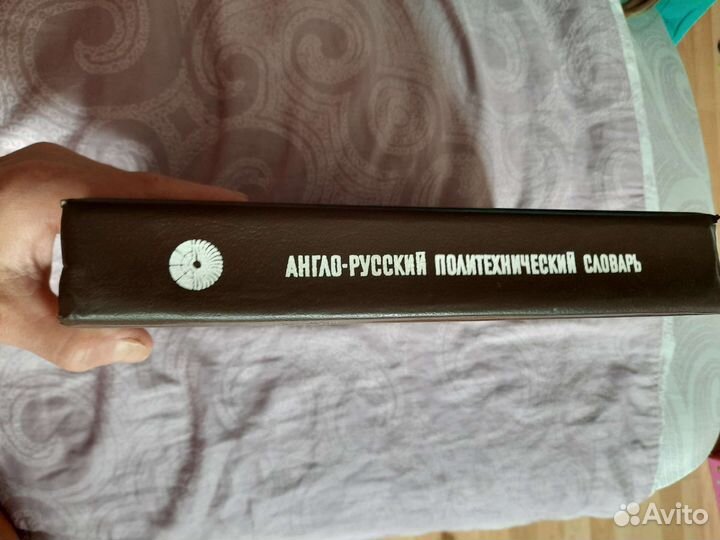 АНГЛО-РУССКИЙ ПОЛИТЕХНИЧЕСКИЙ СЛОВАРЬ
Avito